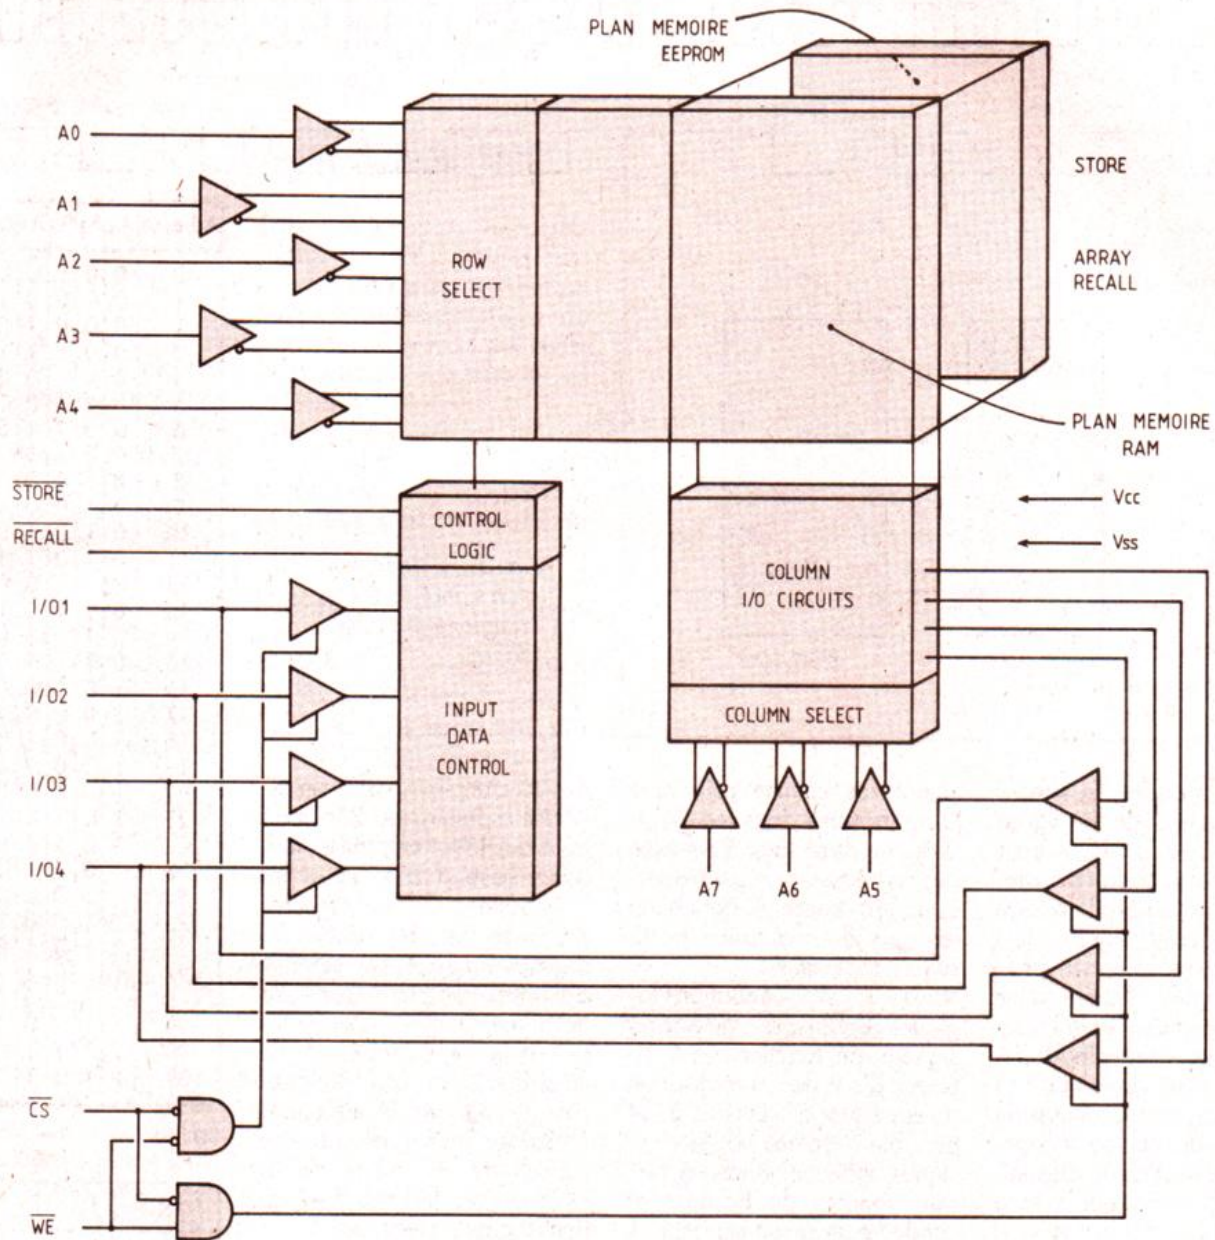 PLAN MEMOIRE
EEPROM
A0
A1
A2
A3
A4
ROW
SELECT
STORE
ARRAY
RECALL
PLAN MEMOIRE
RAM
STORE
RECALL
CONTROL
LOGIC
Vcc
Vss
I/O1
I/O2
I/O3
I/O4
INPUT
DATA
CONTROL
COLUMN
I/O CIRCUITS
COLUMN SELECT
A7
A6
A5
CS
WE